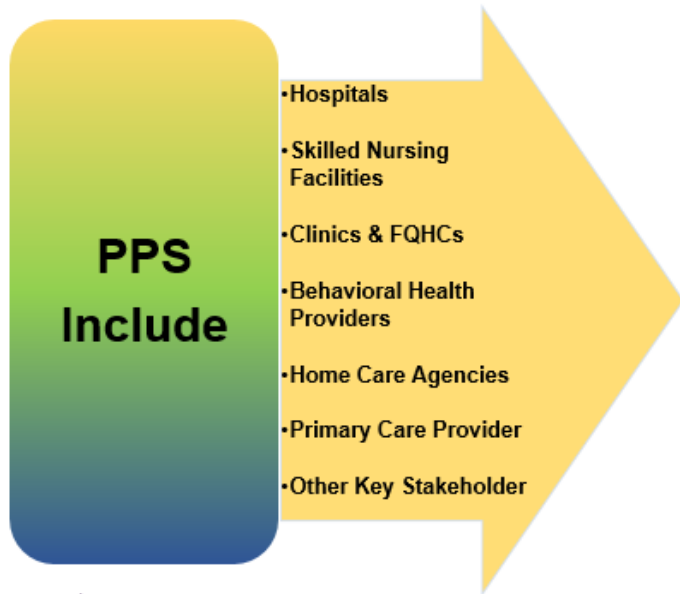 PPS
Include
•Hospitals
•Skilled Nursing
Facilities
•Clinics & FQHCs
•Behavioral Health
Providers
•Home Care Agencies
•Primary Care Provider
•Other Key Stakeholder